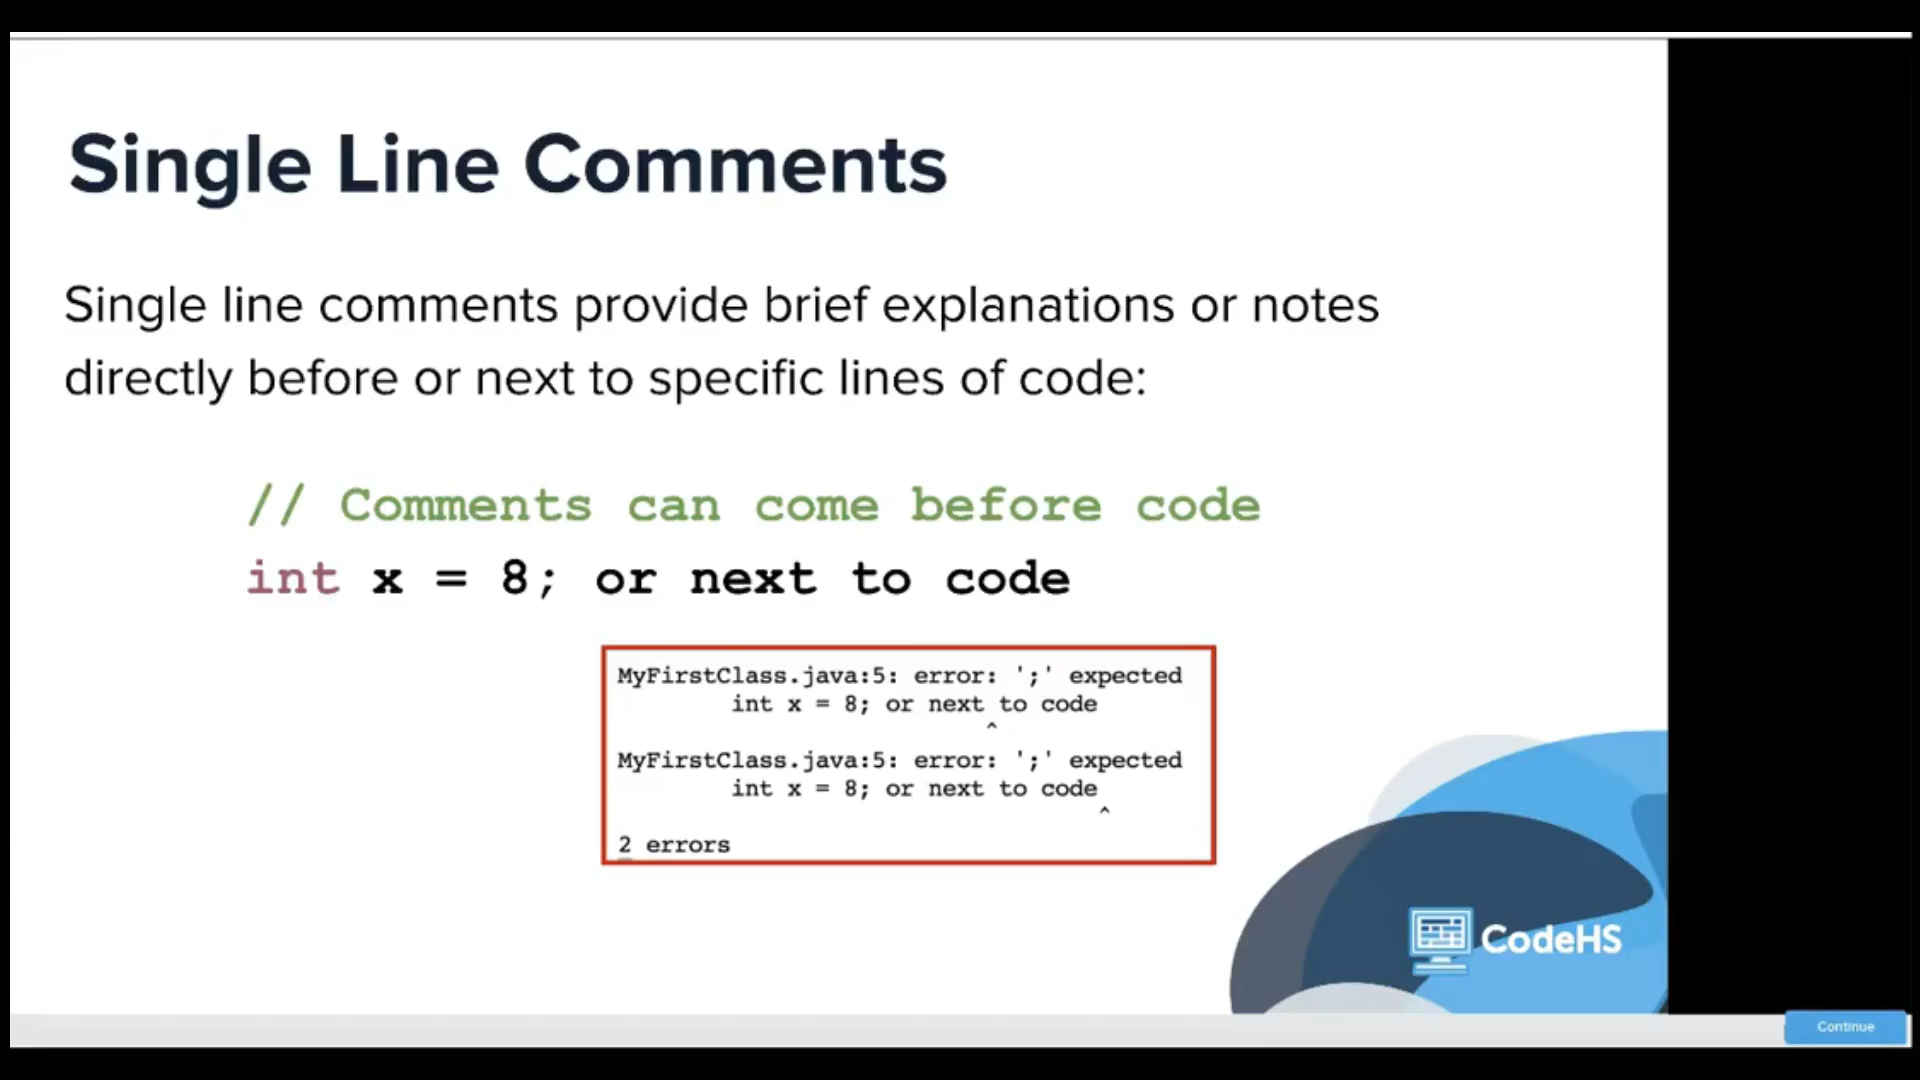 Single Line Comments
Single line comments provide brief explanations or notes
directly before or next to specific lines of code:
// Comments can come before code
int x = 8; or next to code
MyFirstClass.java:5: error: ';' expected
int x = 8; or next to code
^
MyFirstClass.java:5: error: ';' expected
int x = 8; or next to code
^
2 errors
CodeHS
Continue